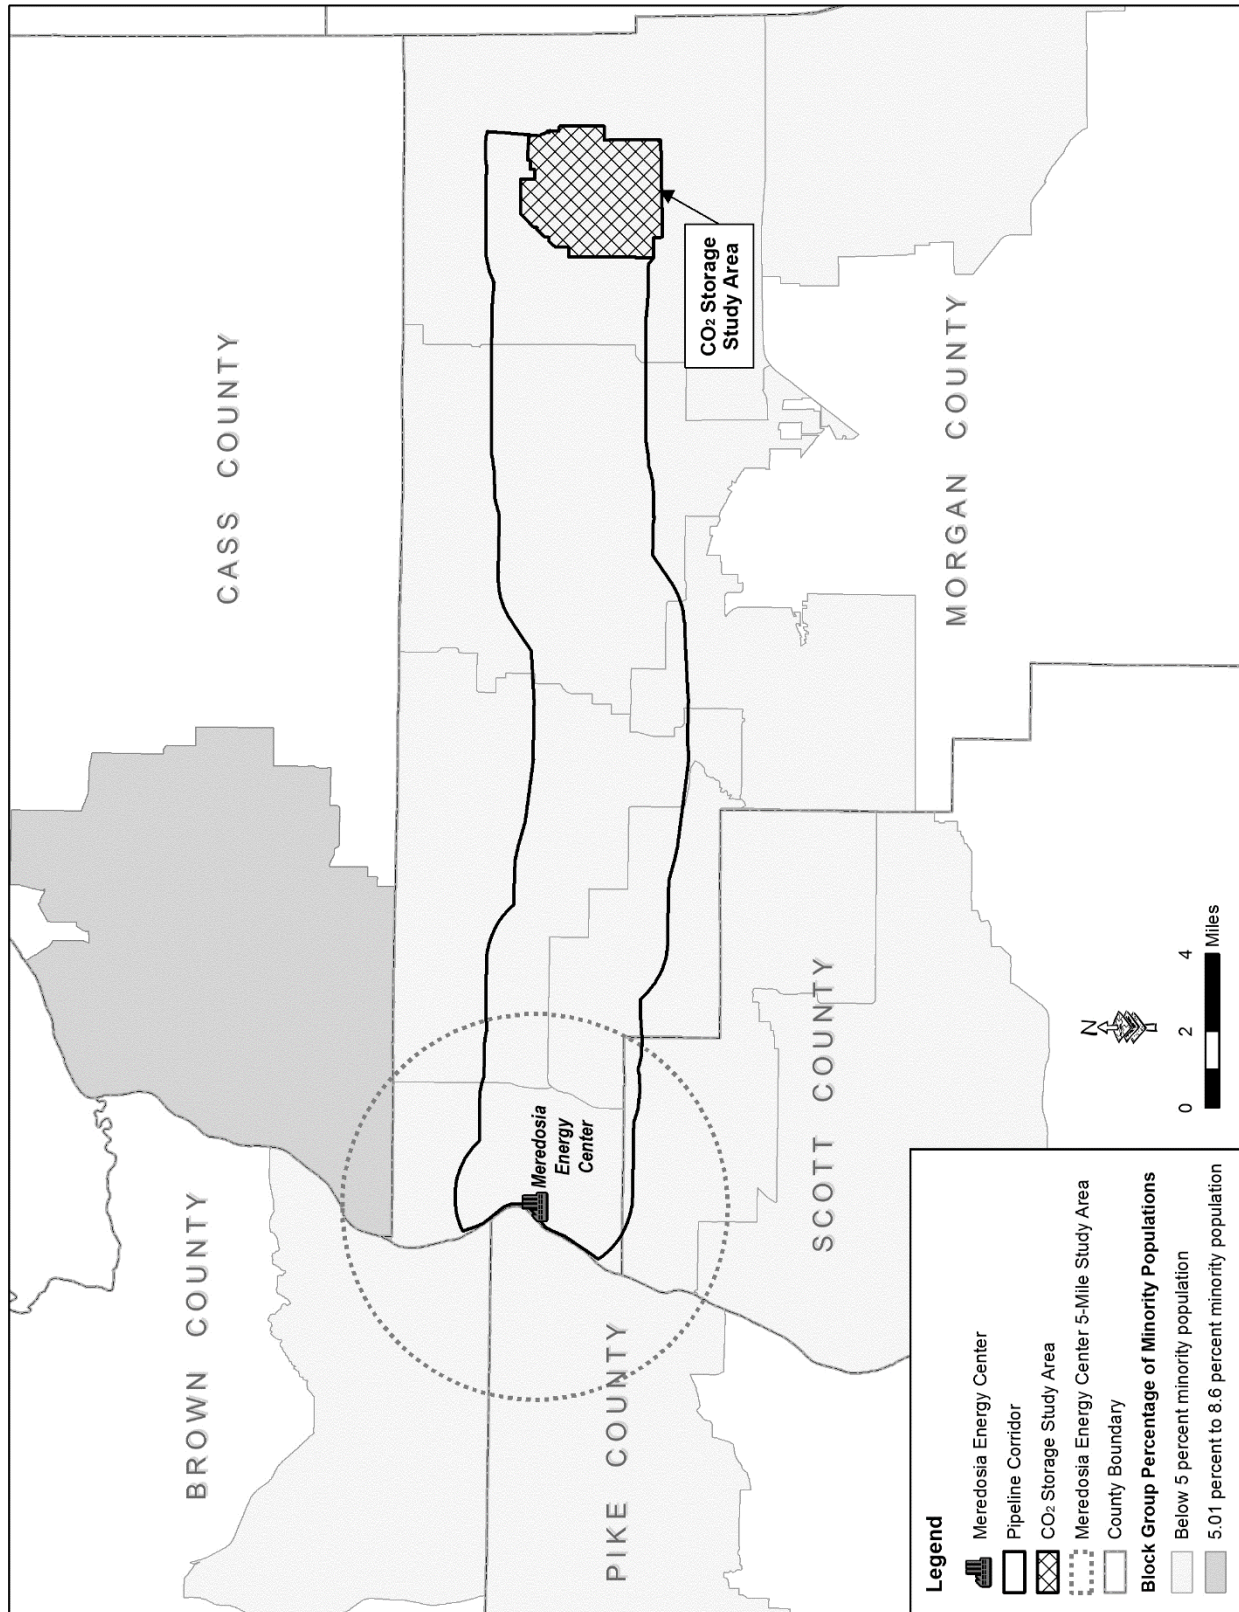 BROWN COUNTY
CASS COUNTY
PIKE COUNTY
SCOTT COUNTY
MORGAN COUNTY
Meredosia
Energy
Center
CO₂ Storage
Study Area
N
0 2 4
Miles
Legend
Meredosia Energy Center
Pipeline Corridor
CO₂ Storage Study Area
Meredosia Energy Center 5-Mile Study Area
County Boundary
Block Group Percentage of Minority Populations
Below 5 percent minority population
5.01 percent to 8.6 percent minority population